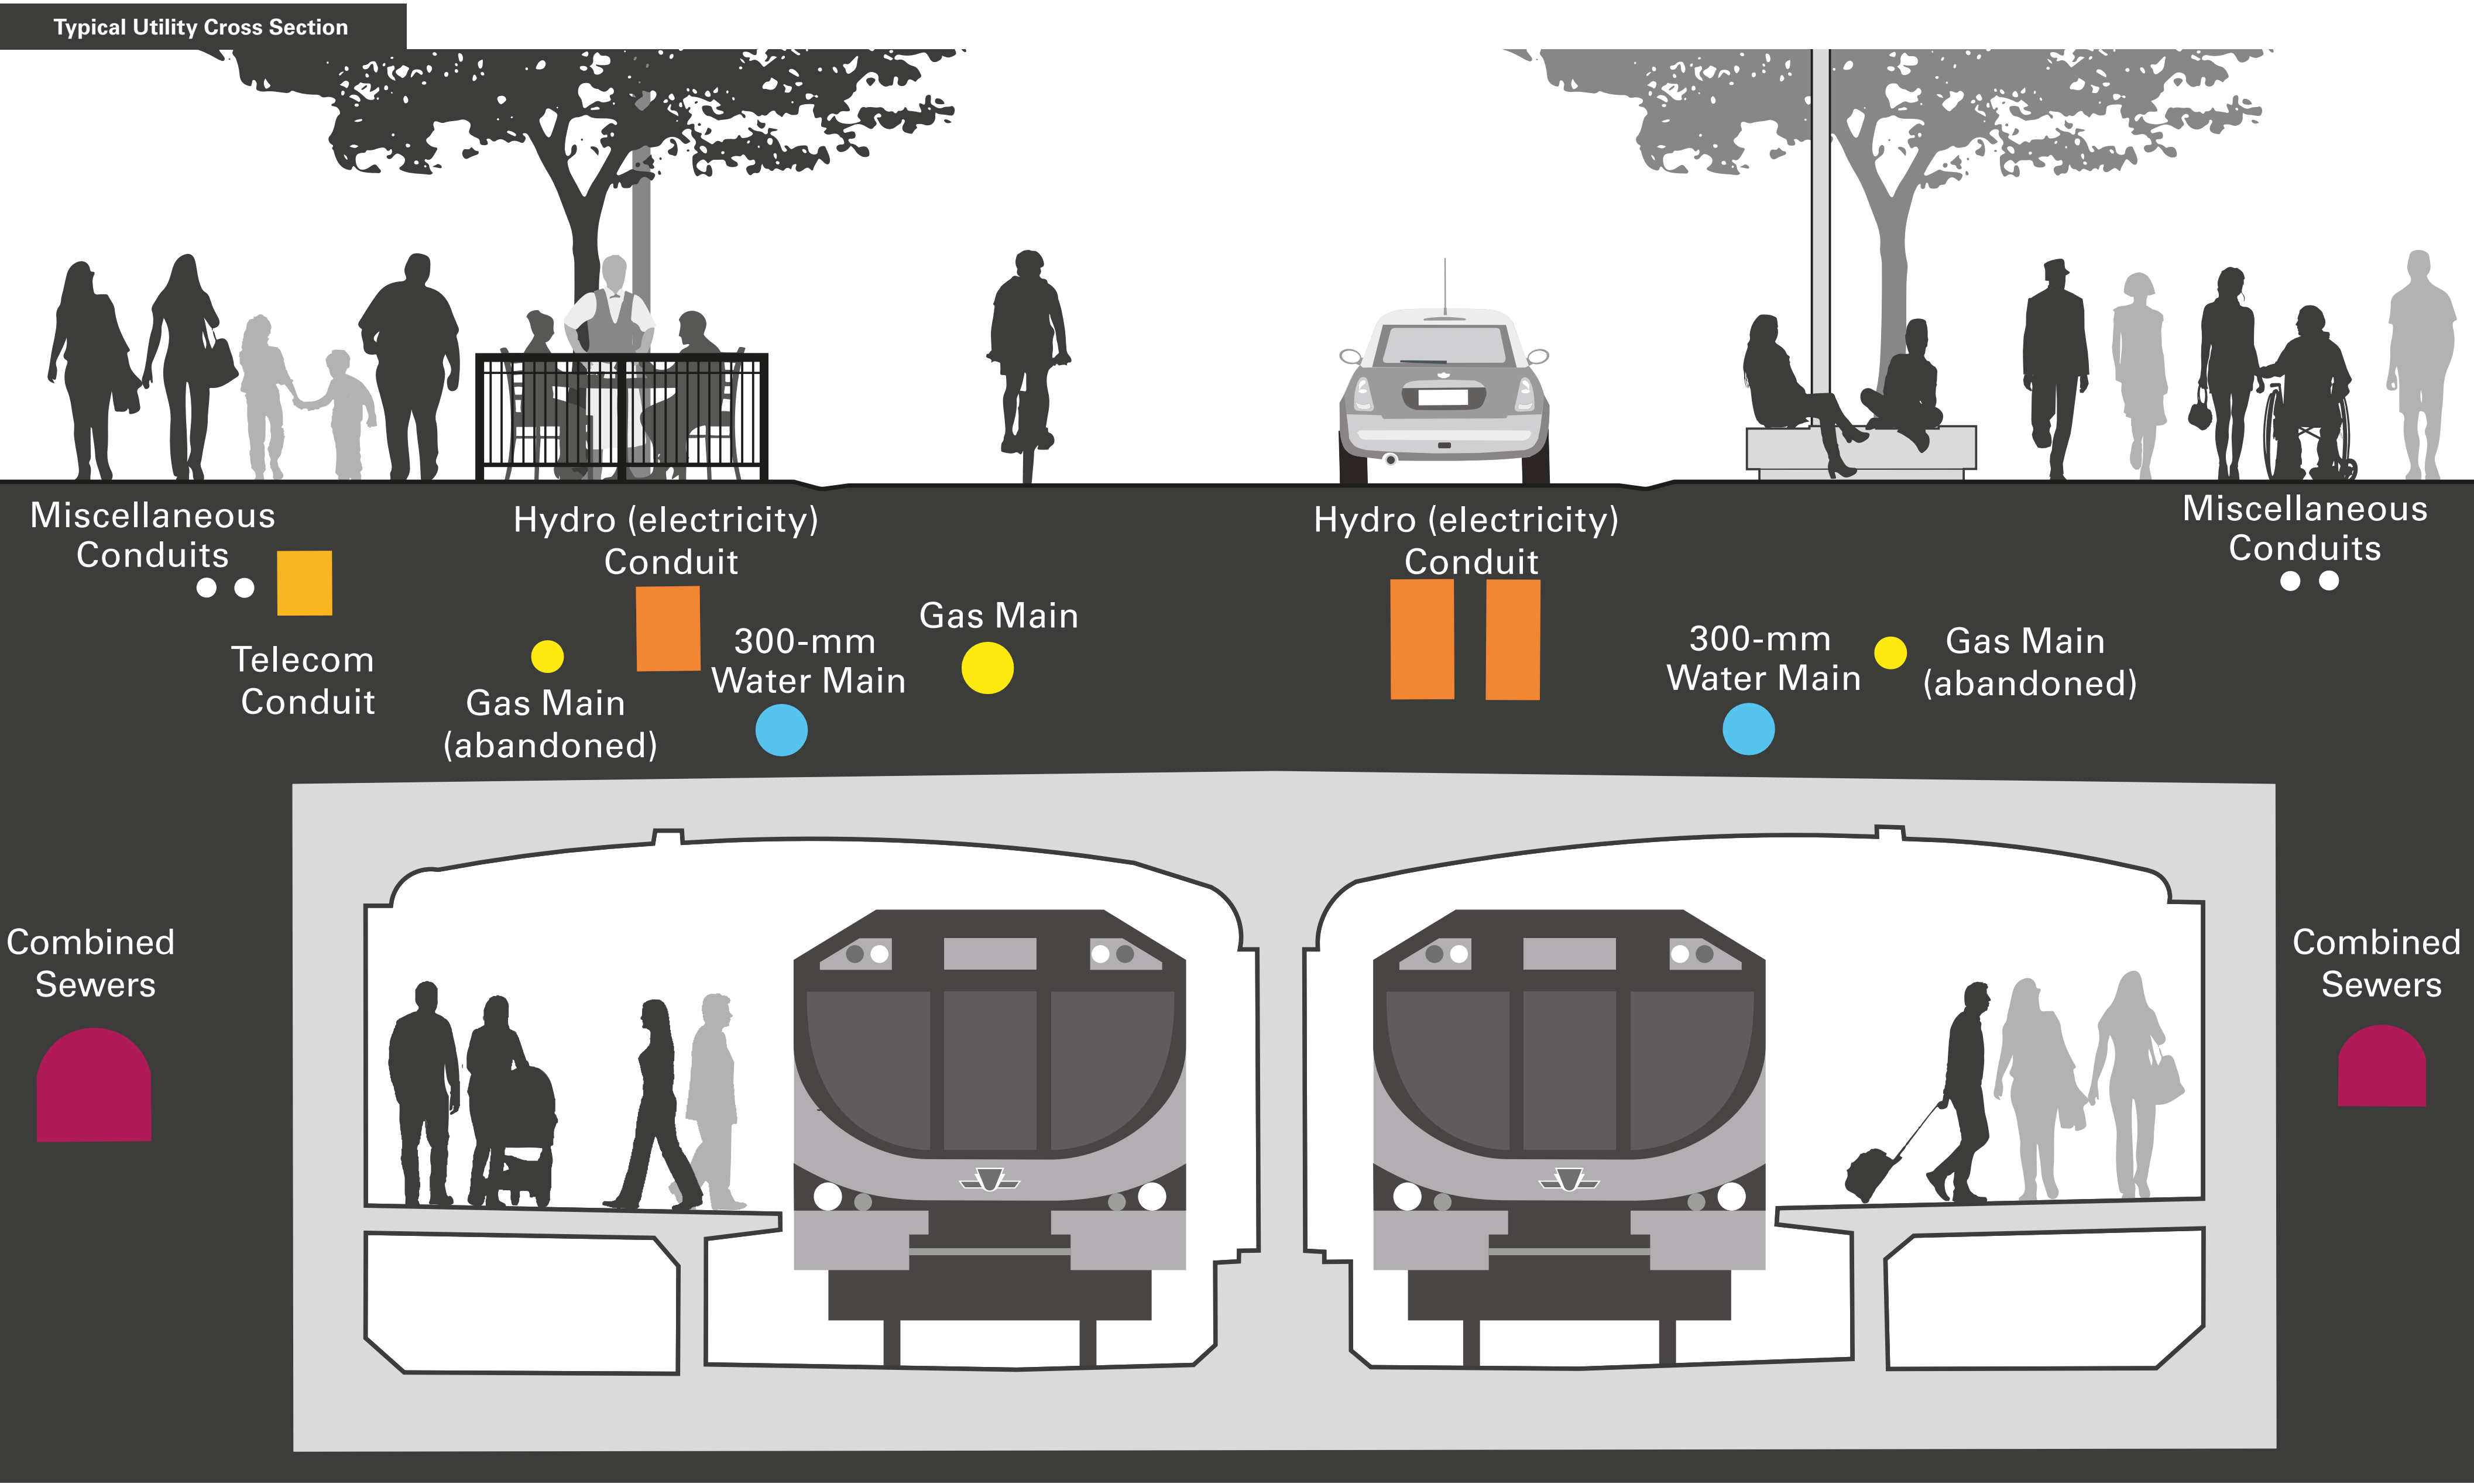 Typical Utility Cross Section
Miscellaneous
Conduits
Hydro (electricity)
Conduit
Hydro (electricity)
Conduit
Miscellaneous
Conduits
Telecom
Conduit
Gas Main
(abandoned)
300-mm
Water Main
Gas Main
300-mm
Water Main
Gas Main
(abandoned)
Combined
Sewers
Combined
Sewers